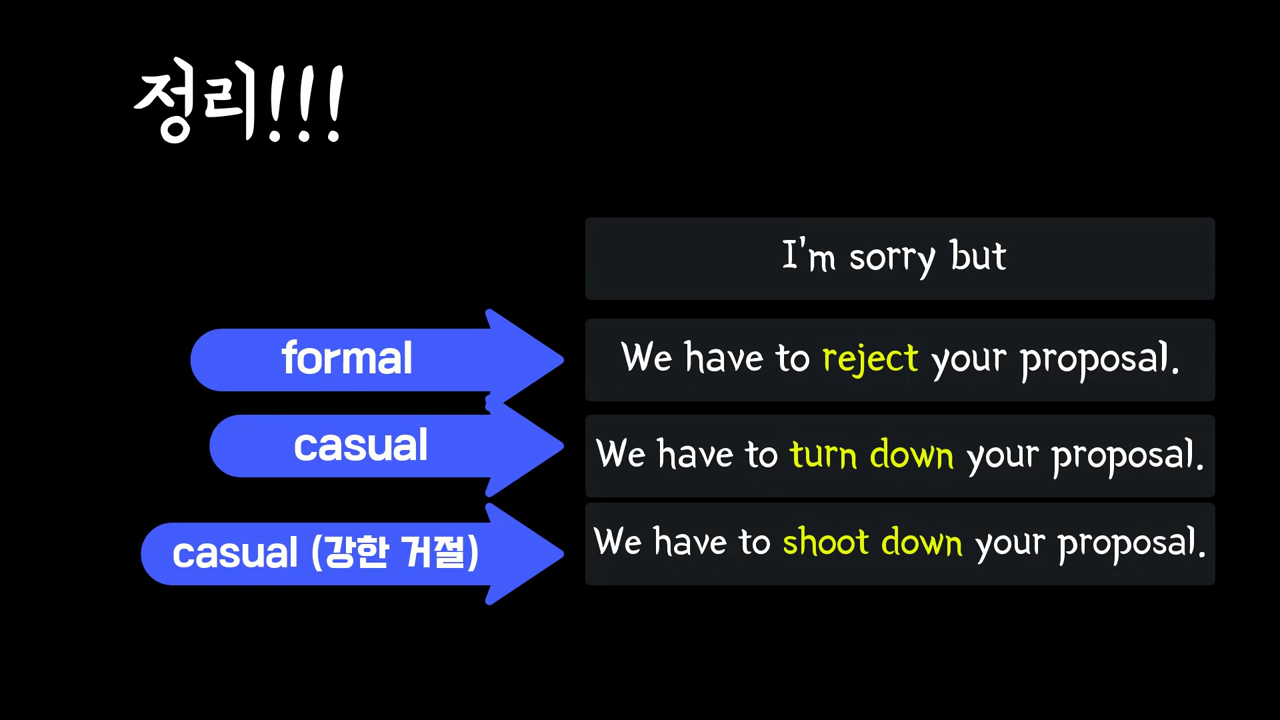 정리!!!
I'm sorry but
formal
We have to reject your proposal.
casual
We have to turn down your proposal.
casual (강한 거절)
We have to shoot down your proposal.